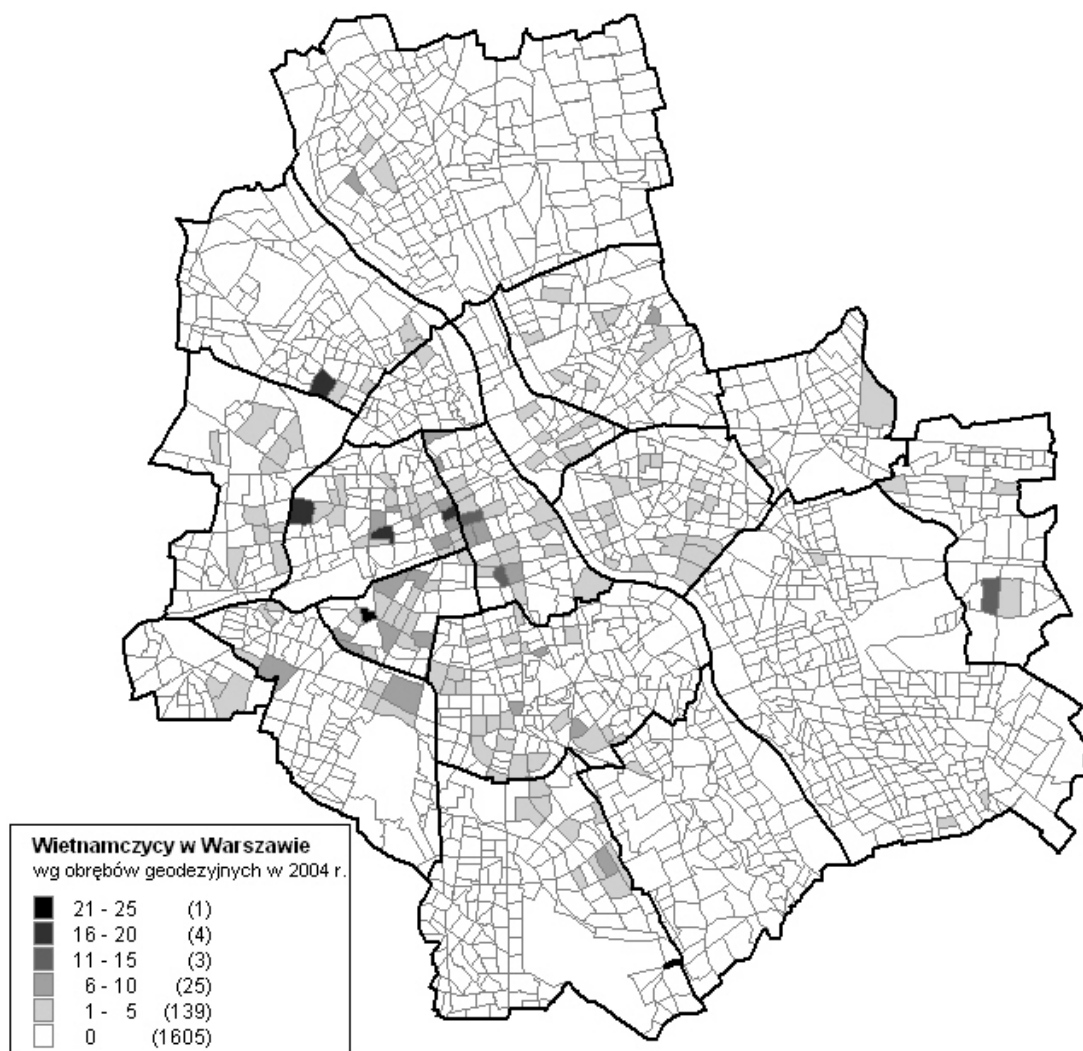 Wietnamczycy w Warszawie
wg obrębów geodezyjnych w 2004 r.
21 - 25 (1)
16 - 20 (4)
11 - 15 (3)
6 - 10 (25)
1 - 5 (139)
0 (1605)